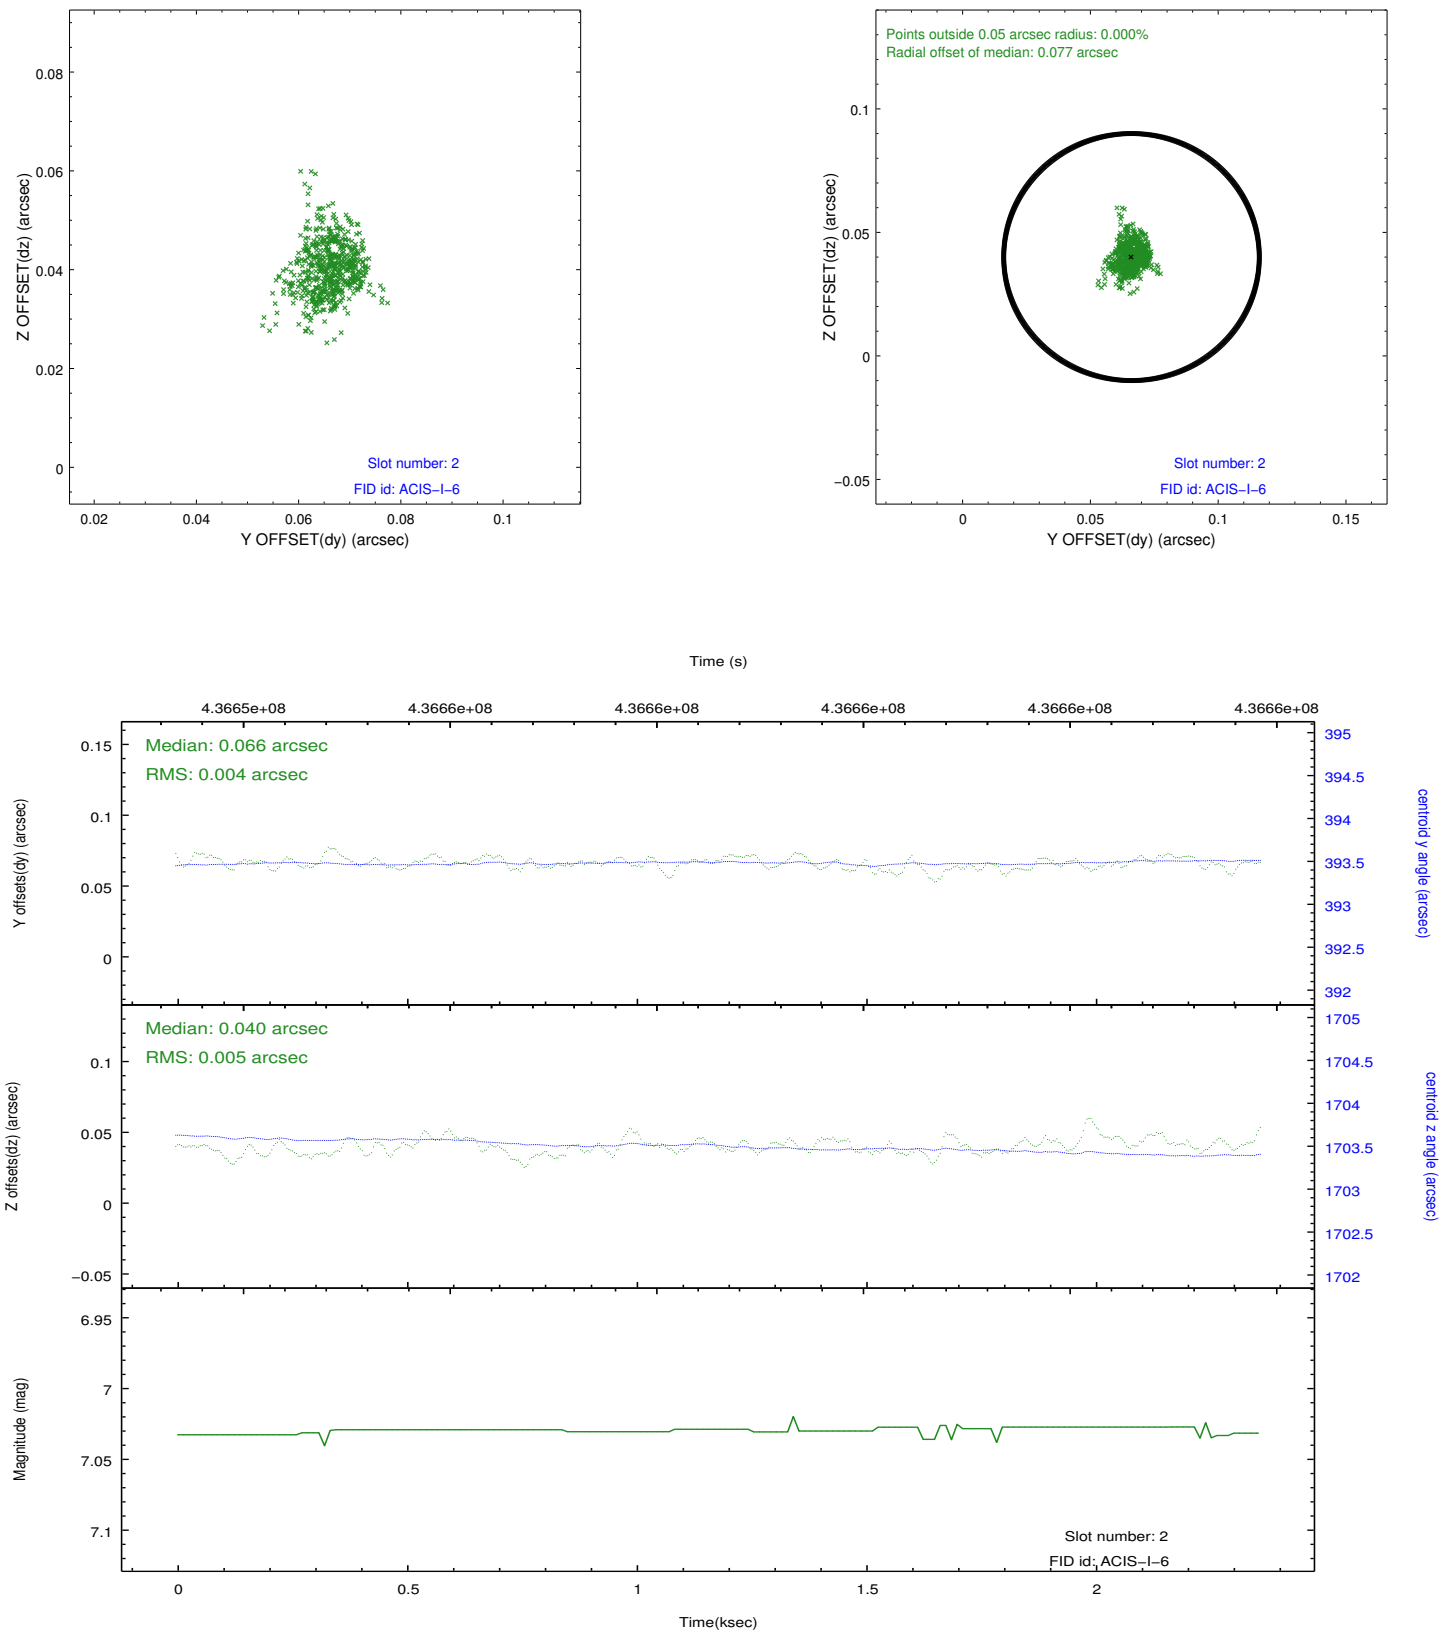 0.08
0.06
0.04
0.02
0
Z OFFSET(dz) (arcsec)
Slot number: 2
FID id: ACIS−I−6
0.02 0.04 0.06 0.08 0.1
Y OFFSET(dy) (arcsec)
Points outside 0.05 arcsec radius: 0.000%
Radial offset of median: 0.077 arcsec
0.1
0.05
0
−0.05
Z OFFSET(dz) (arcsec)
Slot number: 2
FID id: ACIS−I−6
0 0.05 0.1 0.15
Y OFFSET(dy) (arcsec)
Time (s)
4.3665e+08 4.3666e+08 4.3666e+08 4.3666e+08 4.3666e+08 4.3666e+08
Median: 0.066 arcsec
RMS: 0.004 arcsec
0.15
0.1
0.05
0
Y offsets(dy) (arcsec)
395
394.5
394
393.5
393
392.5
392
centroid y angle (arcsec)
Median: 0.040 arcsec
RMS: 0.005 arcsec
0.1
0.05
0
−0.05
Z offsets(dz) (arcsec)
1705
1704.5
1704
1703.5
1703
1702.5
1702
centroid z angle (arcsec)
6.95
7
7.05
7.1
Magnitude (mag)
Slot number: 2
FID id: ACIS−I−6
0 0.5 1 1.5 2
Time(ksec)